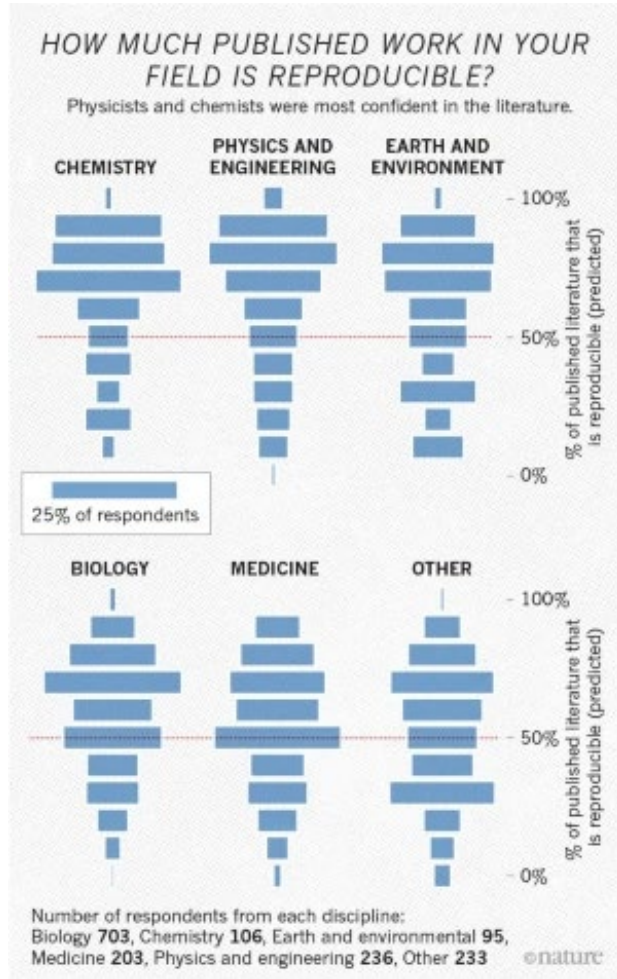 HOW MUCH PUBLISHED WORK IN YOUR
FIELD IS REPRODUCIBLE?
Physicists and chemists were most confident in the literature.
CHEMISTRY
PHYSICS AND
ENGINEERING
EARTH AND
ENVIRONMENT
100%
50%
0%
% of published literature that
is reproducible (predicted)
25% of respondents
BIOLOGY
MEDICINE
OTHER
100%
50%
0%
% of published literature that
is reproducible (predicted)
Number of respondents from each discipline:
Biology 703, Chemistry 106, Earth and environmental 95,
Medicine 203, Physics and engineering 236, Other 233
©nature